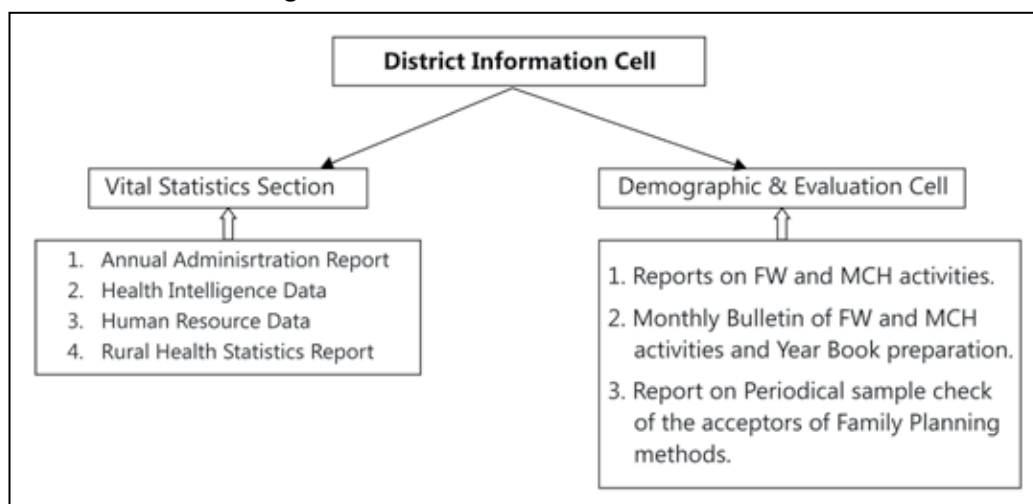 District Information Cell
Vital Statistics Section
1. Annual Adminisrtration Report
2. Health Intelligence Data
3. Human Resource Data
4. Rural Health Statistics Report
Demographic & Evaluation Cell
1. Reports on FW and MCH activities.
2. Monthly Bulletin of FW and MCH
activities and Year Book preparation.
3. Report on Periodical sample check
of the acceptors of Family Planning
methods.